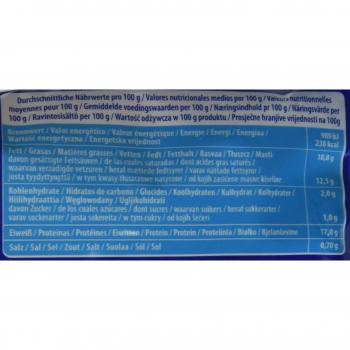 Durchschnittliche Nährwerte pro 100 g / Valores nutricionales medios por 100 g / Valeurs nutritionnelles
moyennes pour 100 g / Gemiddelde voedingswaarden per 100 g / Næringsindhold pr 100 g / Näringsvärde per
100 g / Ravintosisältö per 100 g / Wartość odżywcza w 100 g produktu / Prosječne hranjive vrijednosti na 100g
Brennwert / Valor energético / Valeur énergétique / Energie / Energi / Energiaa / 989 kJ
Wartość energetyczna / Energetska vrijednost 236 kcal
Fett / Grasas / Matières grasses / Vetten / Fedt / Fetthalt / Rasvaa / Tłuszcz / Masti 18,0 g
davon gesättigte Fettsäuren / de las cuales saturadas / dont acides gras saturés /
waarvan verzadigde vetzuren / heraf mættede fedtsyrer / varav mättade fettsyror /
josta tyydyttynyttä / w tym kwasy tłuszczowe nasycone / od kojih zasićene masne kiseline 12,5 g
Kohlenhydrate / Hidratos de carbono / Glucides / Koolhydraten / Kulhydrat / Kolhydrater / 2,0 g
Hiilihydraattia / Węglowodany / Ugljikohidrati
davon Zucker / de los cuales azúcares / dont sucres / waarvan suikers / heraf sukkerarter /
varav sockerarter / josta sokereita / w tym cukry / od kojih šećeri 1,0 g
Eiweiß / Proteínas / Protéines / Eiwitten / Protein / Protein / Proteiinia / Białko / Bjelančevine 17,0 g
Salz / Sal / Sel / Zout / Salt / Suolaa / Sól / Sol 0,70 g